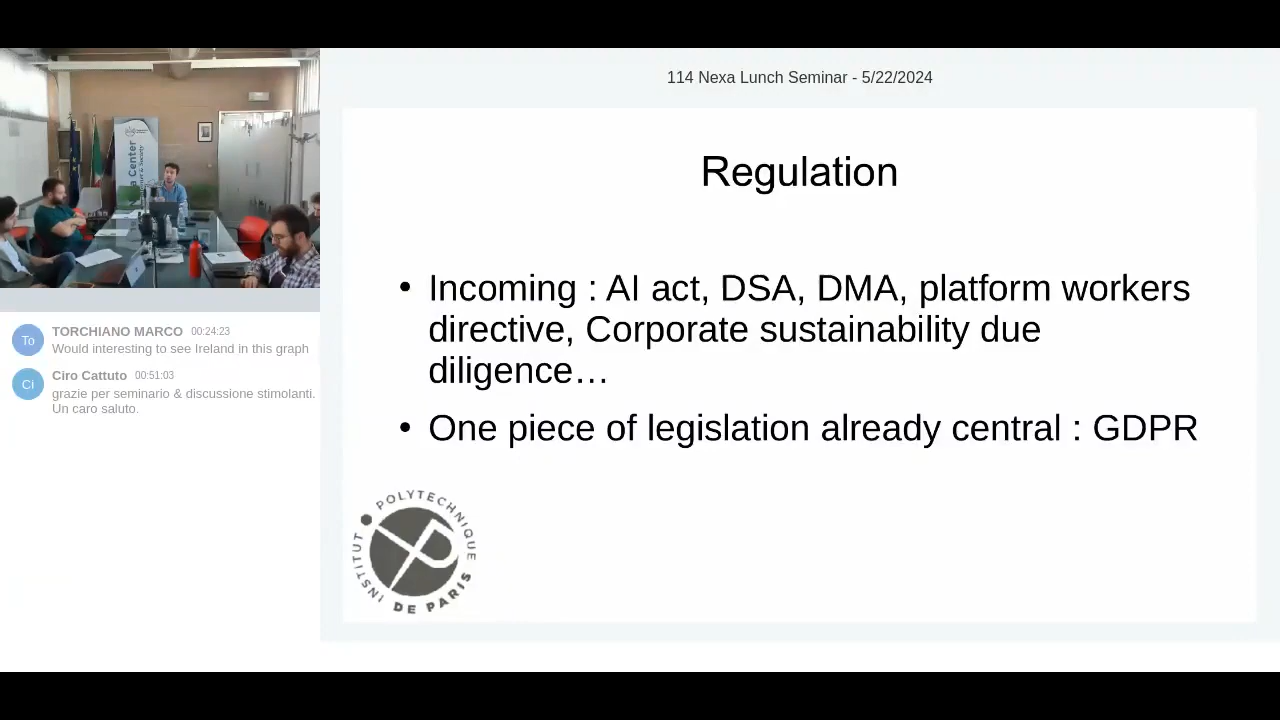 114 Nexa Lunch Seminar - 5/22/2024
Regulation
• Incoming : AI act, DSA, DMA, platform workers
directive, Corporate sustainability due
diligence…
• One piece of legislation already central : GDPR
INSTITUT POLYTECHNIQUE DE PARIS
To
TORCHIANO MARCO 00:24:23
Would interesting to see Ireland in this graph
Ci
Ciro Cattuto 00:51:03
grazie per seminario & discussione stimolanti.
Un caro saluto.
a Center